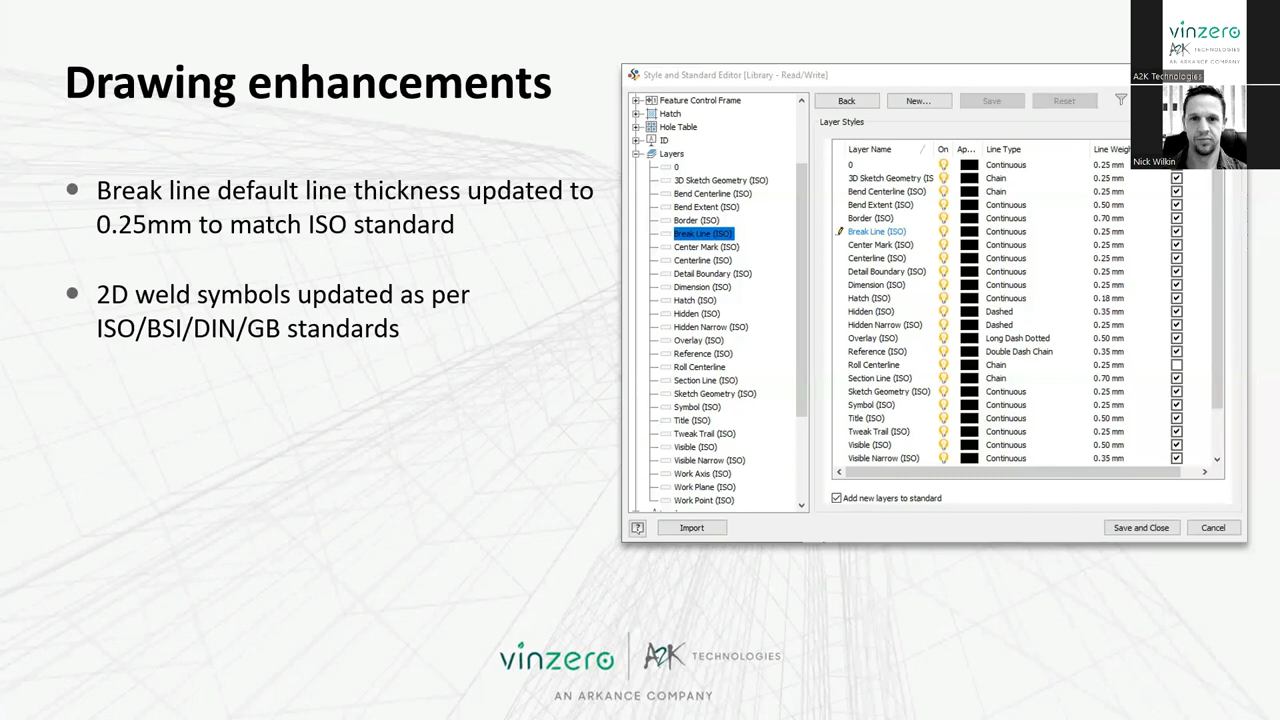 Drawing enhancements
Break line default line thickness updated to
0.25mm to match ISO standard
2D weld symbols updated as per
ISO/BSI/DIN/GB standards
Style and Standard Editor [Library - Read/Write]
Feature Control Frame
Hatch
Hole Table
ID
Layers
0
3D Sketch Geometry (ISO)
Bend Centerline (ISO)
Bend Extent (ISO)
Border (ISO)
Break Line (ISO)
Center Mark (ISO)
Centerline (ISO)
Detail Boundary (ISO)
Dimension (ISO)
Hatch (ISO)
Hidden (ISO)
Hidden Narrow (ISO)
Overlay (ISO)
Reference (ISO)
Roll Centerline
Section Line (ISO)
Sketch Geometry (ISO)
Symbol (ISO)
Title (ISO)
Tweak Trail (ISO)
Visible (ISO)
Visible Narrow (ISO)
Work Axis (ISO)
Work Plane (ISO)
Work Point (ISO)
Import
Back New... Save Reset
Layer Styles
Layer Name On Ap... Line Type Line Weig
0 Continuous 0.25 mm
3D Sketch Geometry (IS Chain 0.25 mm
Bend Centerline (ISO) Chain 0.25 mm
Bend Extent (ISO) Continuous 0.50 mm
Border (ISO) Continuous 0.70 mm
Break Line (ISO) Continuous 0.25 mm
Center Mark (ISO) Continuous 0.25 mm
Centerline (ISO) Continuous 0.25 mm
Detail Boundary (ISO) Continuous 0.25 mm
Dimension (ISO) Continuous 0.25 mm
Hatch (ISO) Continuous 0.18 mm
Hidden (ISO) Dashed 0.35 mm
Hidden Narrow (ISO) Dashed 0.25 mm
Overlay (ISO) Long Dash Dotted 0.50 mm
Reference (ISO) Double Dash Chain 0.35 mm
Roll Centerline Chain 0.25 mm
Section Line (ISO) Chain 0.70 mm
Sketch Geometry (ISO) Continuous 0.25 mm
Symbol (ISO) Continuous 0.25 mm
Title (ISO) Continuous 0.50 mm
Tweak Trail (ISO) Continuous 0.25 mm
Visible (ISO) Continuous 0.50 mm
Visible Narrow (ISO) Continuous 0.35 mm
Add new layers to standard
Save and Close Cancel
vinzero
A2K TECHNOLOGIES
AN ARKANCE COMPANY
A2K Technologies
Nick Wilkin
vinzero A2K TECHNOLOGIES
AN ARKANCE COMPANY